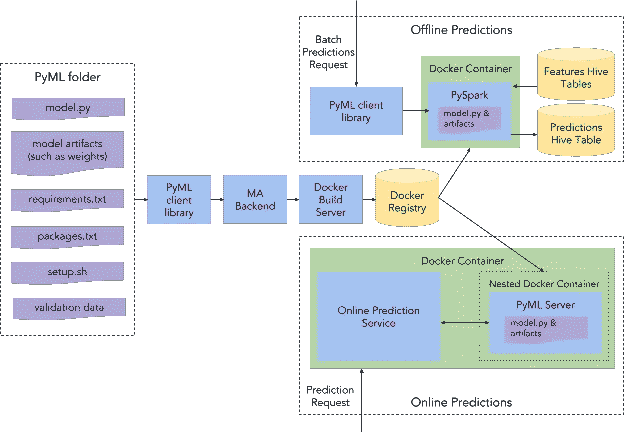 PyML folder
model.py
model artifacts
(such as weights)
requirements.txt
packages.txt
setup.sh
validation data
PyML
client
library
MA
Backend
Docker
Build
Server
Docker
Registry
Offline Predictions
Batch
Predictions
Request
PyML client
library
Docker Container
PySpark
model.py &
artifacts
Features Hive
Tables
Predictions
Hive Table
Docker Container
Online Prediction
Service
Nested Docker Container
PyML Server
model.py &
artifacts
Prediction
Request
Online Predictions